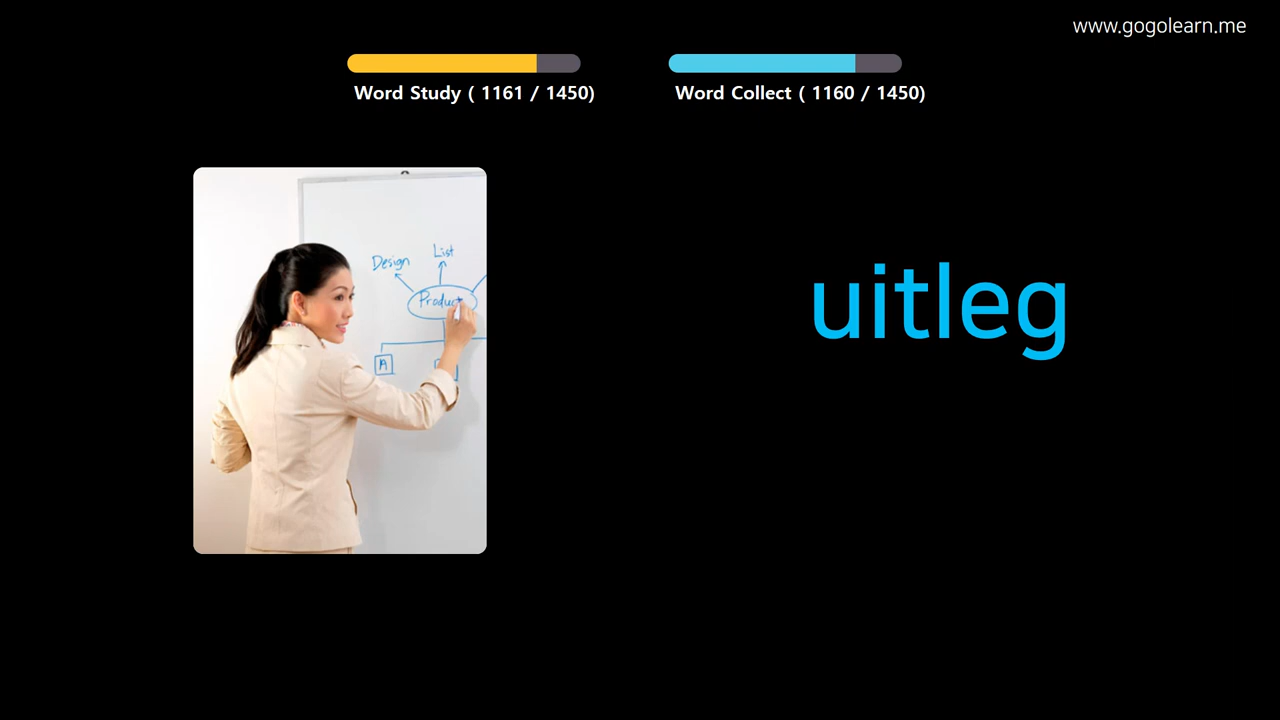 www.gogolearn.me
Word Study ( 1161 / 1450)
Word Collect ( 1160 / 1450)
uitleg
Design
List
Product
A